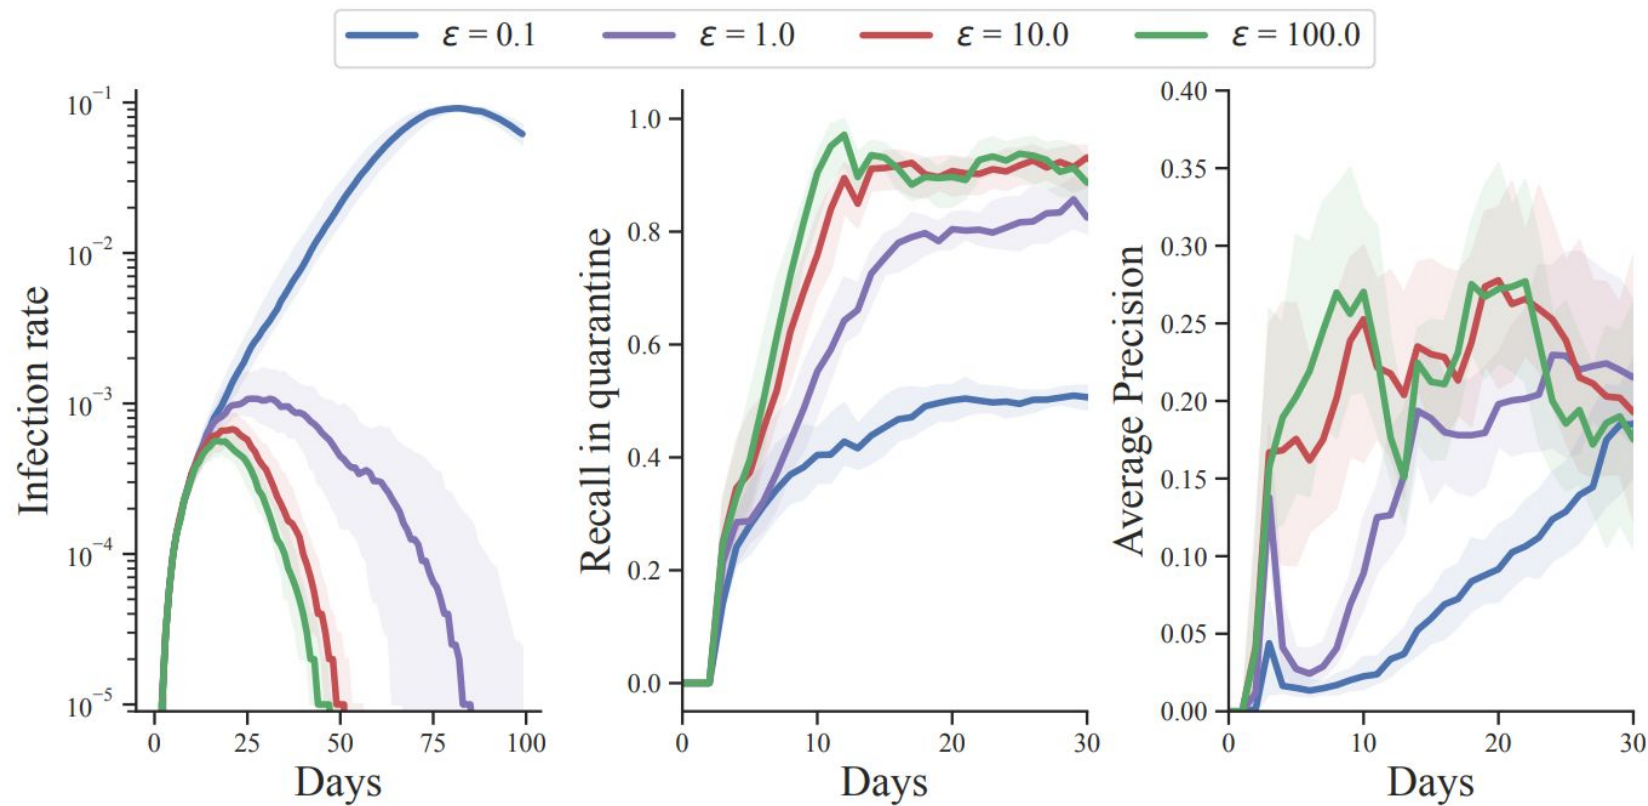 ε = 0.1 ε = 1.0 ε = 10.0 ε = 100.0
Infection rate
10⁻¹
10⁻²
10⁻³
10⁻⁴
10⁻⁵
0 25 50 75 100
Days
Recall in quarantine
1.0
0.8
0.6
0.4
0.2
0.0
0 10 20 30
Days
Average Precision
0.40
0.35
0.30
0.25
0.20
0.15
0.10
0.05
0.00
0 10 20 30
Days